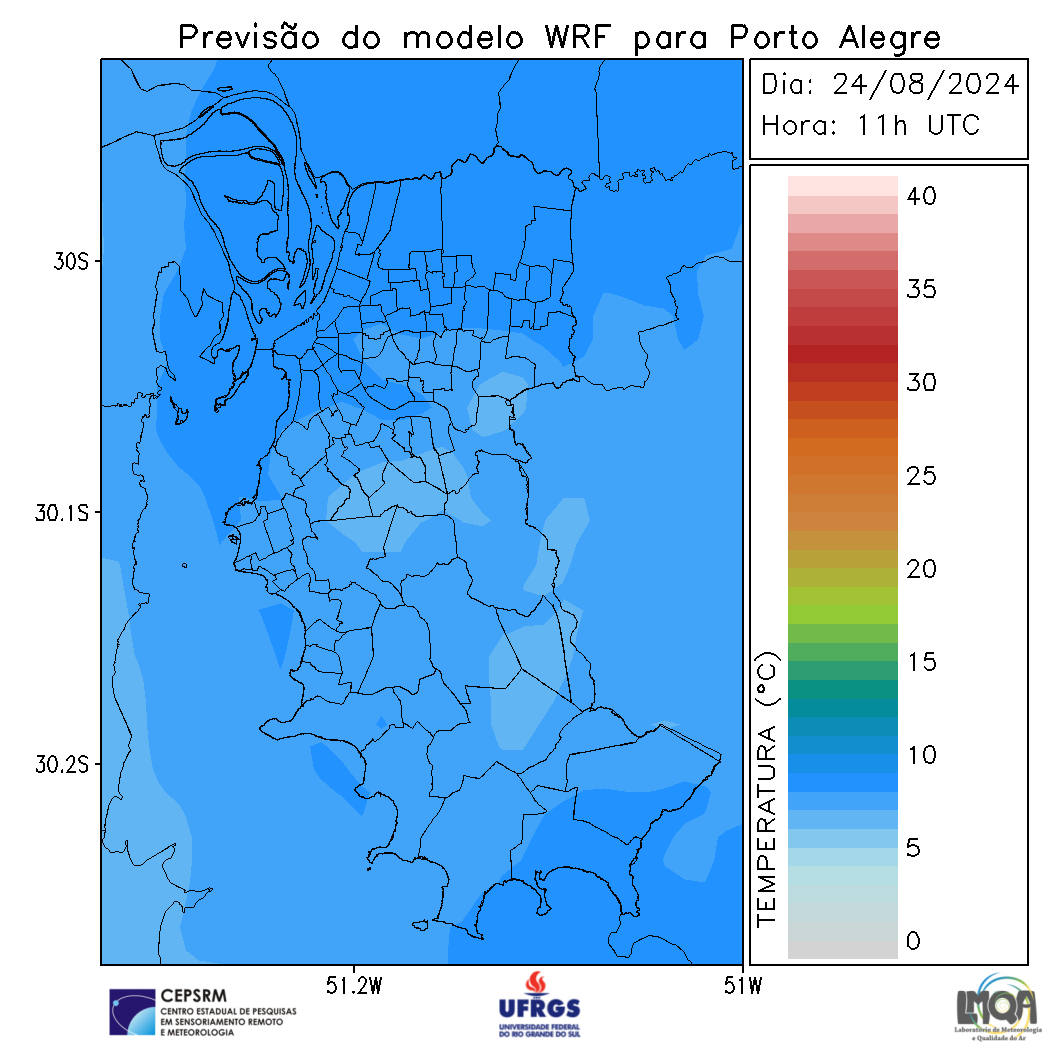 Previsão do modelo WRF para Porto Alegre
Dia: 24/08/2024
Hora: 11h UTC
30S
30.1S
30.2S
51.2W
51W
TEMPERATURA (°C)
40
35
30
25
20
15
10
5
0
CEPSRM
CENTRO ESTADUAL DE PESQUISAS
EM SENSORIAMENTO REMOTO
E METEOROLOGIA
UFRGS
UNIVERSIDADE FEDERAL
DO RIO GRANDE DO SUL
LMQA
Laboratório de Meteorologia
e Qualidade do Ar